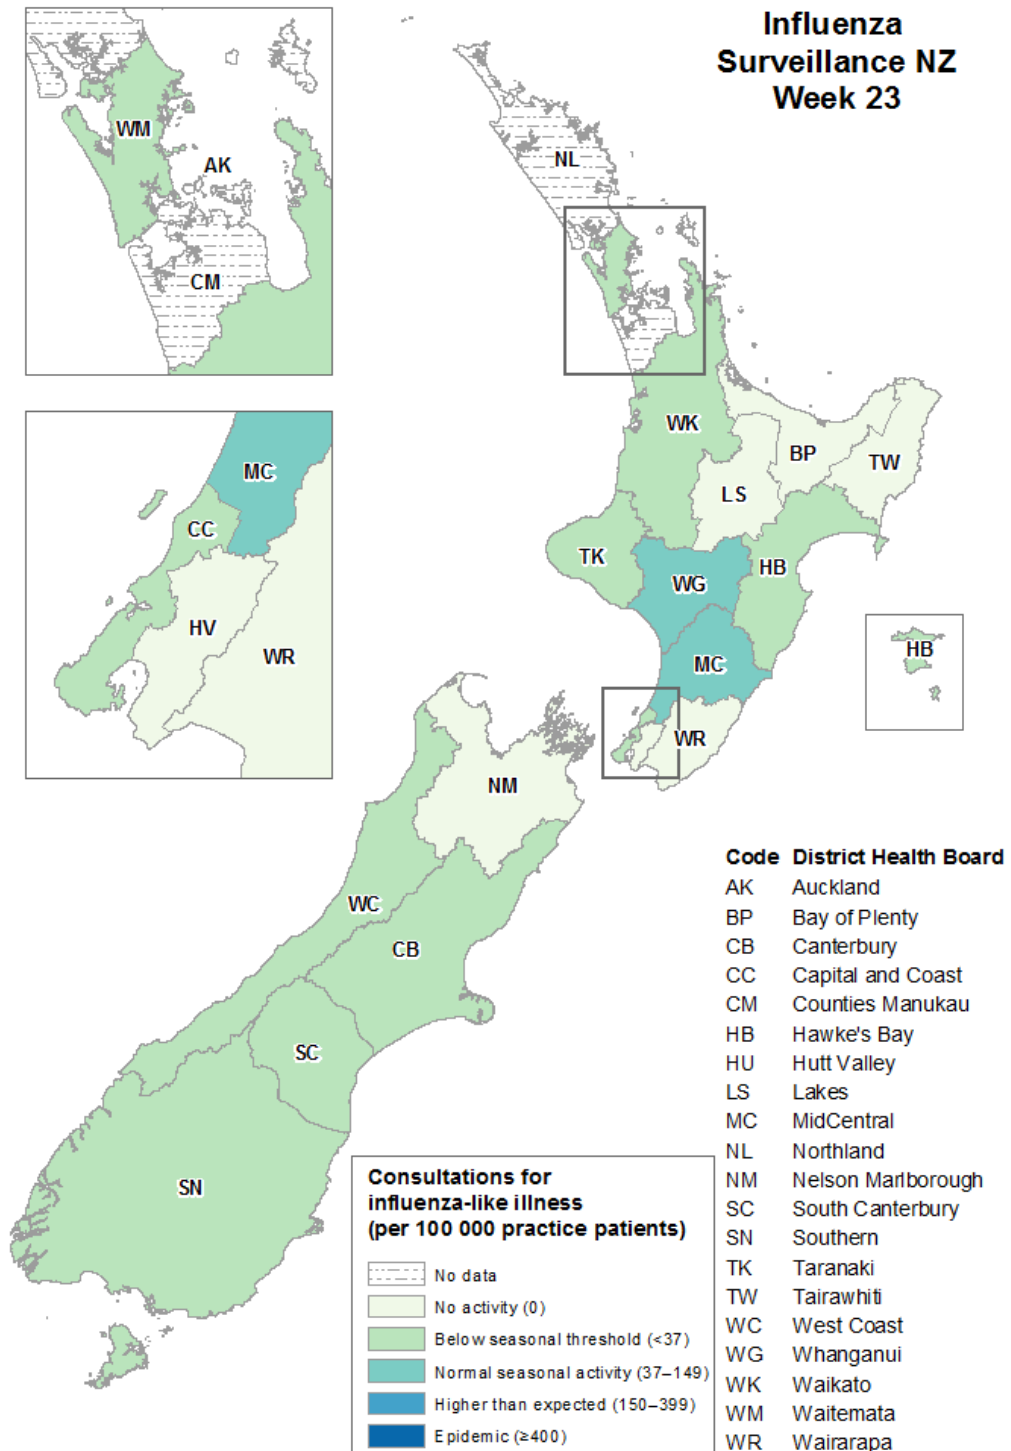 Influenza
Surveillance NZ
Week 23
WM
AK
CM
NL
WK
BP
TW
LS
TK
WG
HB
MC
WR
MC
CC
HV
WR
HB
NM
WC
CB
SC
SN
Code District Health Board
AK Auckland
BP Bay of Plenty
CB Canterbury
CC Capital and Coast
CM Counties Manukau
HB Hawke's Bay
HU Hutt Valley
LS Lakes
MC MidCentral
NL Northland
NM Nelson Marlborough
SC South Canterbury
SN Southern
TK Taranaki
TW Tairawhiti
WC West Coast
WG Whanganui
WK Waikato
WM Waitemata
WR Wairarapa
Consultations for
influenza-like illness
(per 100 000 practice patients)
No data
No activity (0)
Below seasonal threshold (<37)
Normal seasonal activity (37–149)
Higher than expected (150–399)
Epidemic (≥400)